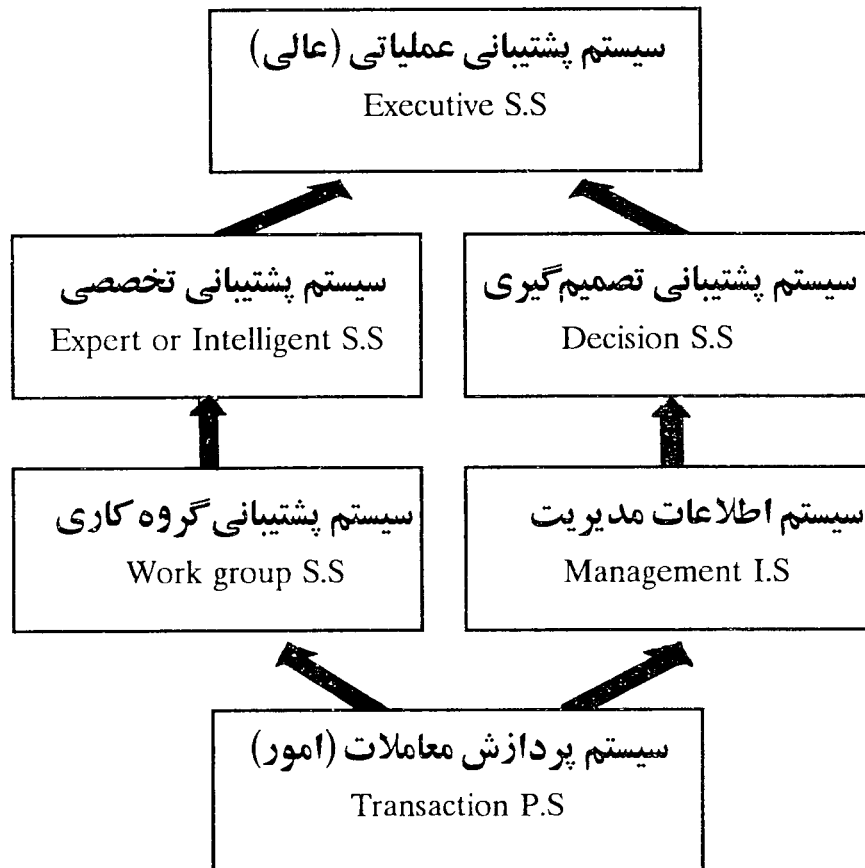 سیستم پشتیبانی عملیاتی (عالی)
Executive S.S
سیستم پشتیبانی تصمیم‌گیری
Decision S.S
سیستم پشتیبانی تخصصی
Expert or Intelligent S.S
سیستم اطلاعات مدیریت
Management I.S
سیستم پشتیبانی گروه کاری
Work group S.S
سیستم پردازش معاملات (امور)
Transaction P.S